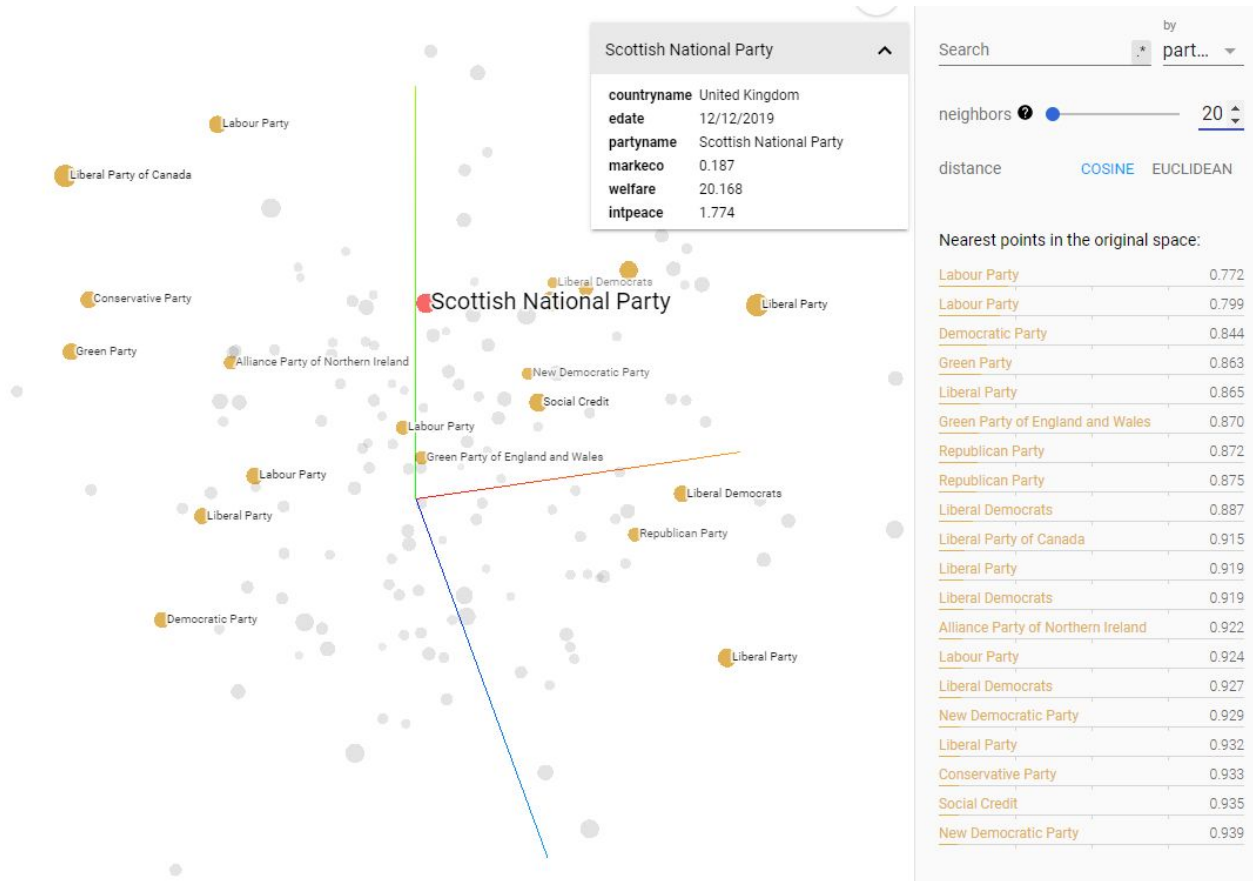 Labour Party
Liberal Party of Canada
Conservative Party
Green Party
Alliance Party of Northern Ireland
Liberal Democrats
Scottish National Party
Liberal Party
New Democratic Party
Social Credit
Labour Party
Green Party of England and Wales
Labour Party
Liberal Party
Liberal Democrats
Republican Party
Democratic Party
Liberal Party
Scottish National Party
countryname United Kingdom
edate 12/12/2019
partyname Scottish National Party
markeco 0.187
welfare 20.168
intpeace 1.774
by
Search .* part...
neighbors ? 20
distance COSINE EUCLIDEAN
Nearest points in the original space:
Labour Party 0.772
Labour Party 0.799
Democratic Party 0.844
Green Party 0.863
Liberal Party 0.865
Green Party of England and Wales 0.870
Republican Party 0.872
Republican Party 0.875
Liberal Democrats 0.887
Liberal Party of Canada 0.915
Liberal Party 0.919
Liberal Democrats 0.919
Alliance Party of Northern Ireland 0.922
Labour Party 0.924
Liberal Democrats 0.927
New Democratic Party 0.929
Liberal Party 0.932
Conservative Party 0.933
Social Credit 0.935
New Democratic Party 0.939